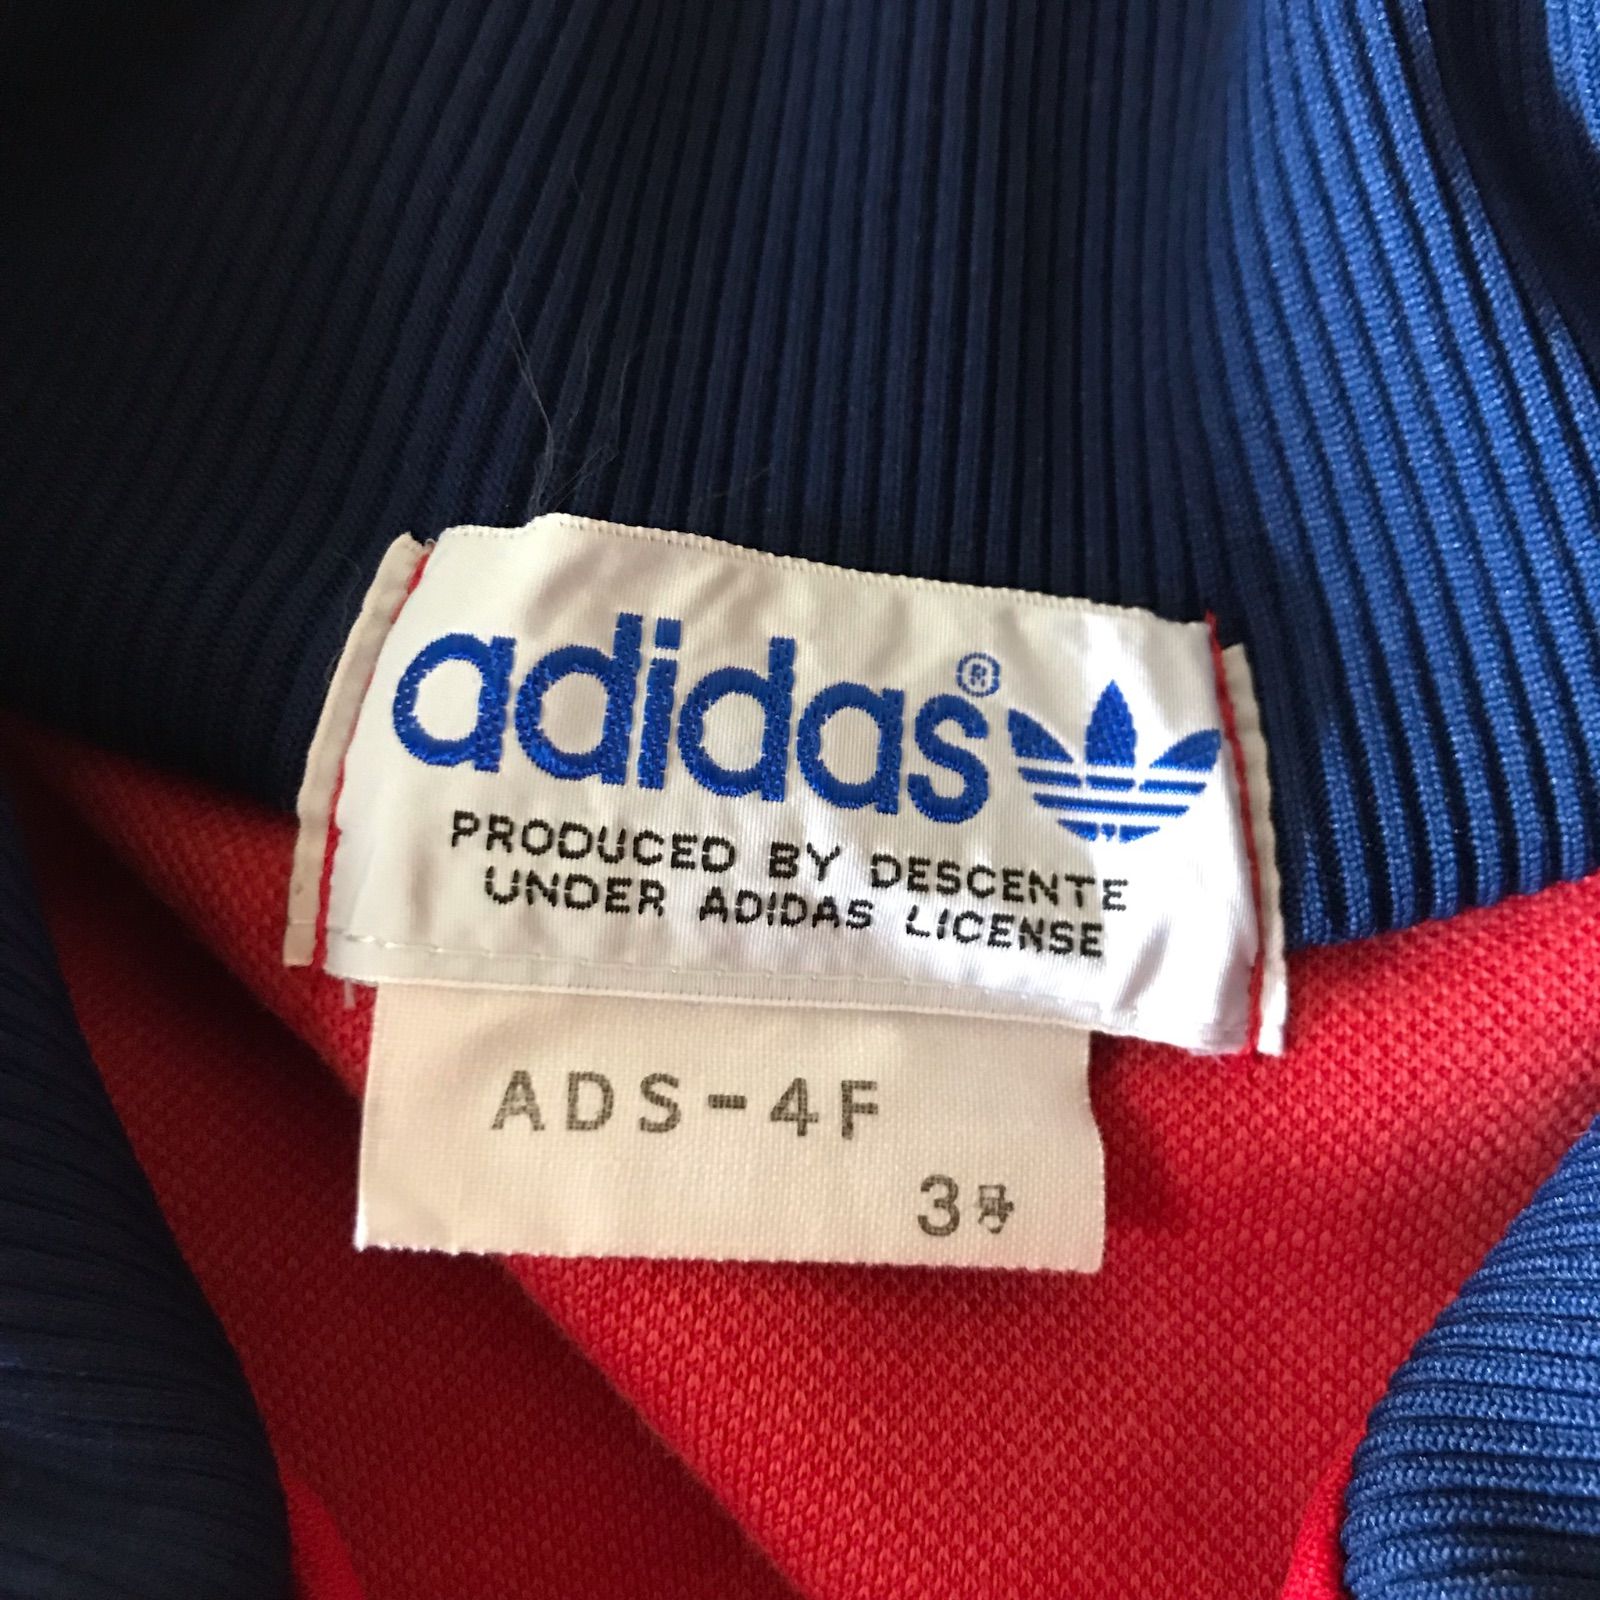 adidas®
PRODUCED BY DESCENTE
UNDER ADIDAS LICENSE
ADS-4F
3号